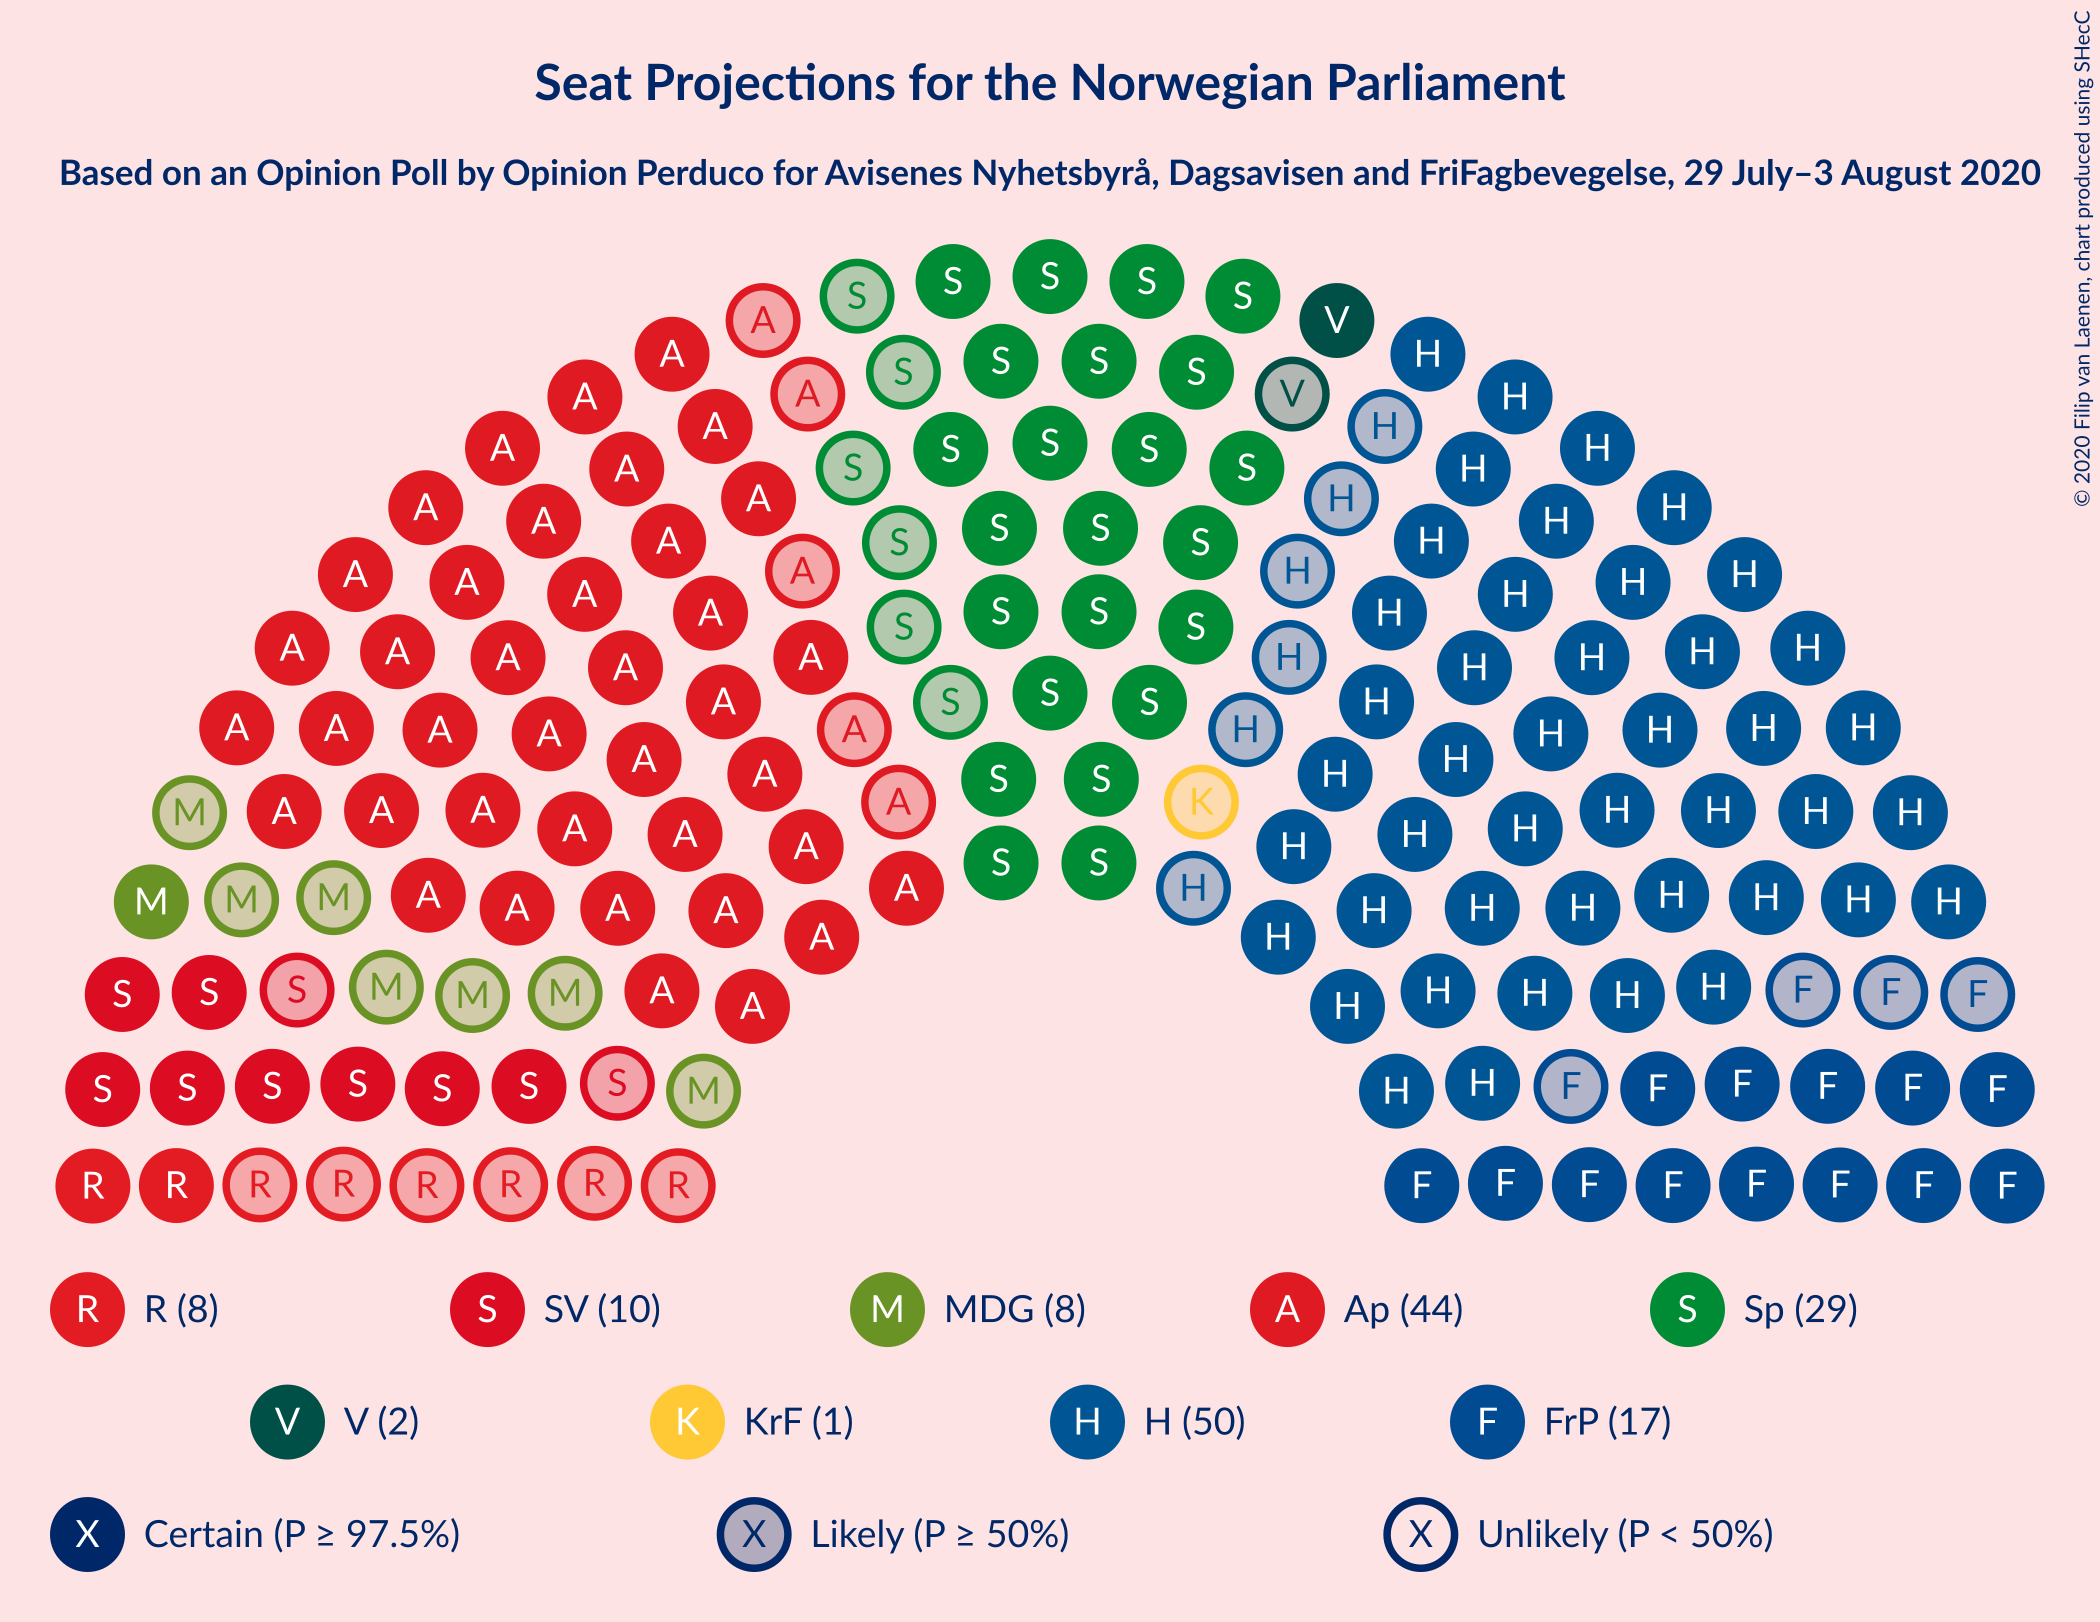 Seat Projections for the Norwegian Parliament
Based on an Opinion Poll by Opinion Perduco for Avisenes Nyhetsbyrå, Dagsavisen and FriFagbevegelse, 29 July–3 August 2020
© 2020 Filip van Laenen, chart produced using SHecC
S S S S S
A V
A H
S S S S S
A V
A H
A H
A H
S S S S S
A H
A H
A H
A H
A H
S S S S
A H
A H
A H
A H
A H
S S S S
A H
A H
A H
A H
A H
S S S
A A A A A A A H H H H H H H
A A A A A H H H H H
S S
M A A A A A A A K H H H H H H H H
S S
M M M A A A A A A H H H H H H H H H
S S S M M M A A H H H H H F F F
S S S S S S S M H H F F F F F F
R R R R R R R R F F F F F F F F
R R (8) S SV (10) M MDG (8) A Ap (44) S Sp (29)
V V (2) K KrF (1) H H (50) F FrP (17)
X Certain (P ≥ 97.5%) X Likely (P ≥ 50%) X Unlikely (P < 50%)